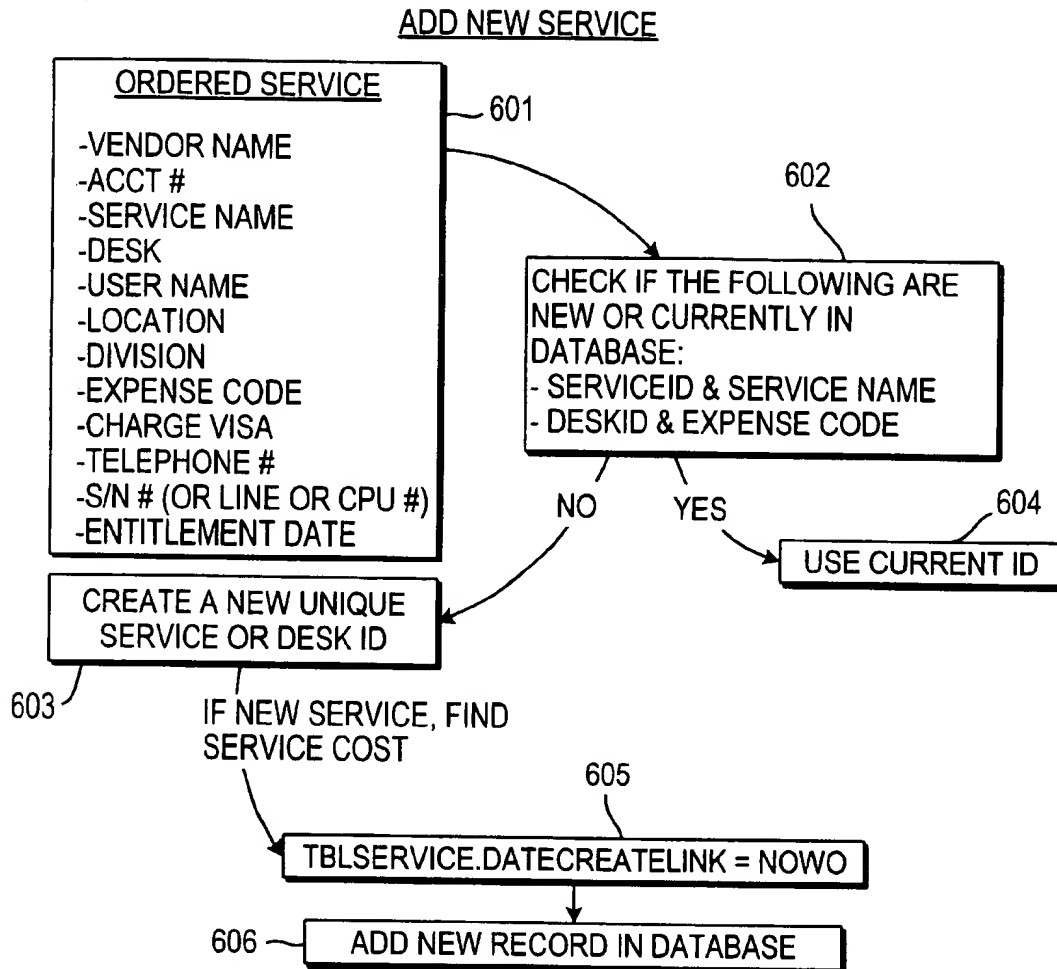 ADD NEW SERVICE
ORDERED SERVICE
-VENDOR NAME
-ACCT #
-SERVICE NAME
-DESK
-USER NAME
-LOCATION
-DIVISION
-EXPENSE CODE
-CHARGE VISA
-TELEPHONE #
-S/N # (OR LINE OR CPU #)
-ENTITLEMENT DATE
601
602
CHECK IF THE FOLLOWING ARE
NEW OR CURRENTLY IN
DATABASE:
- SERVICEID & SERVICE NAME
- DESKID & EXPENSE CODE
NO
YES
604
USE CURRENT ID
CREATE A NEW UNIQUE
SERVICE OR DESK ID
603
IF NEW SERVICE, FIND
SERVICE COST
605
TBLSERVICE.DATECREATELINK = NOWO
606
ADD NEW RECORD IN DATABASE